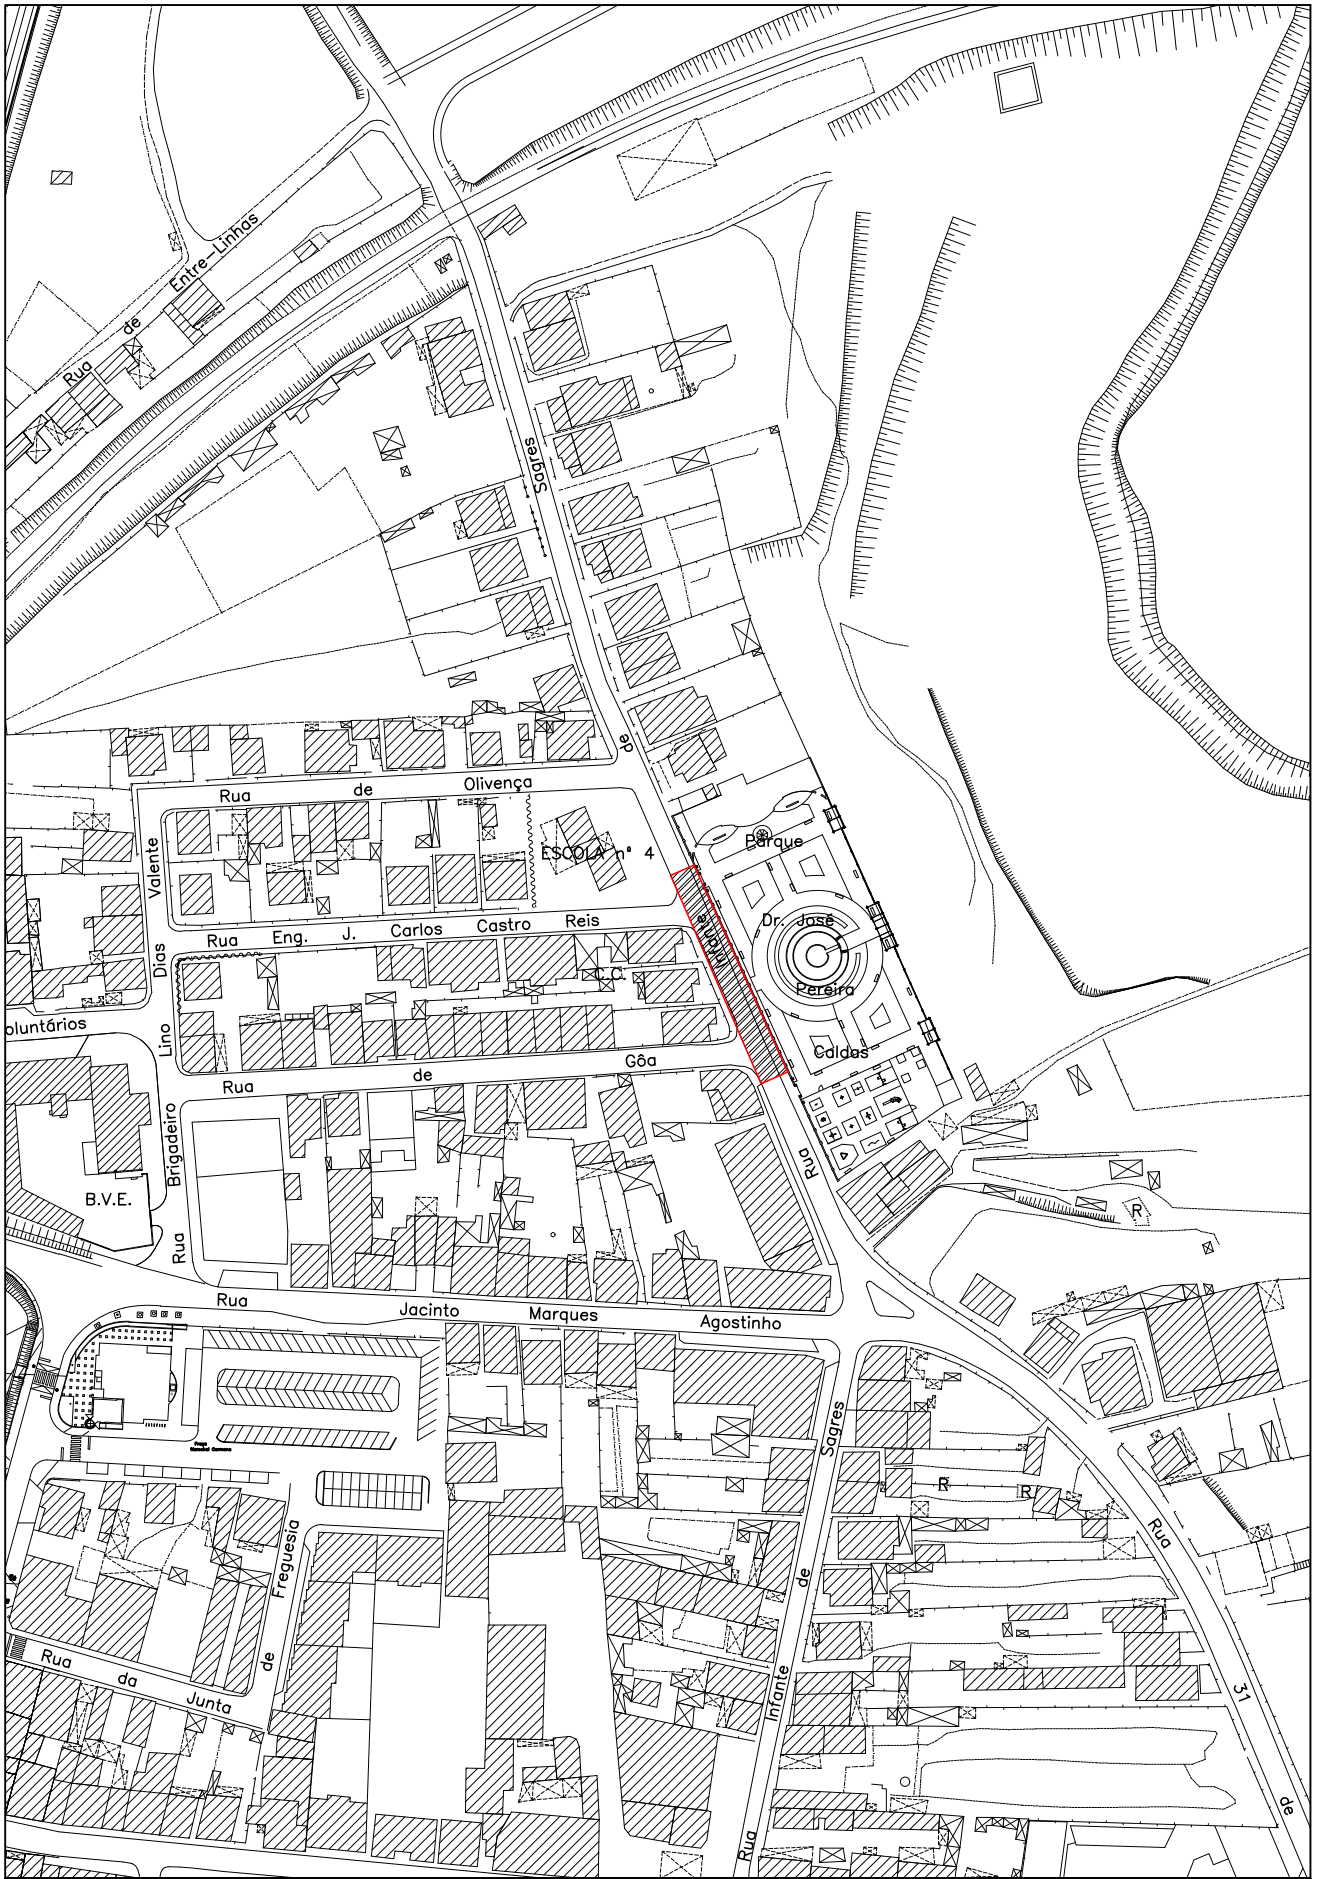 Rua de Entre-Linhas
Sagres
de
Rua de Olivença
ESCOLA n° 4
Parque
Valente
Infante
Dr. José
Rua Eng. J. Carlos Castro Reis
Dias
C.C.
Pereira
oluntários
Lino
Caldas
Rua de Gôa
Brigadeiro
Rua
B.V.E.
R
Rua
Rua Jacinto Marques Agostinho
Sagres
R
R
Rua
Freguesia
de
de
Rua da Junta
Infante
31
de
Rua